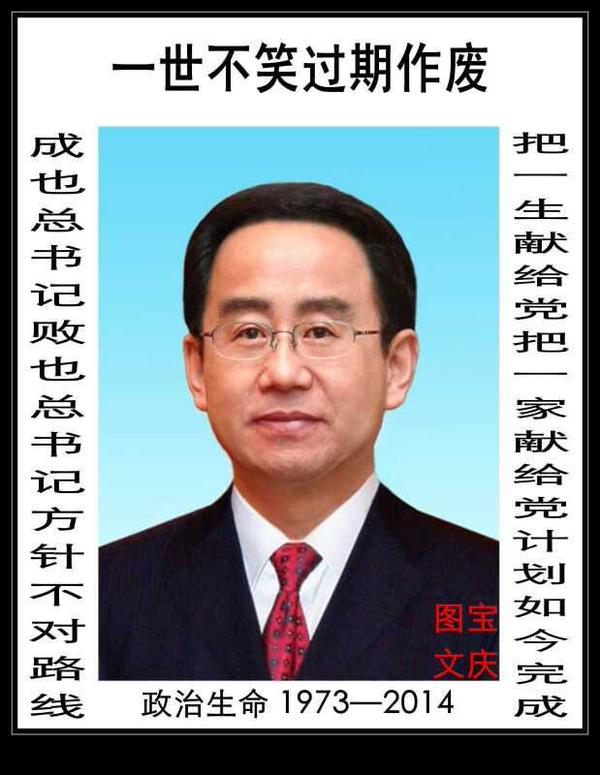 一世不笑过期作废
把一生献给党把一家献给党计划如今完成
成也总书记败也总书记方针不对路线
图宝
文庆
政治生命 1973—2014